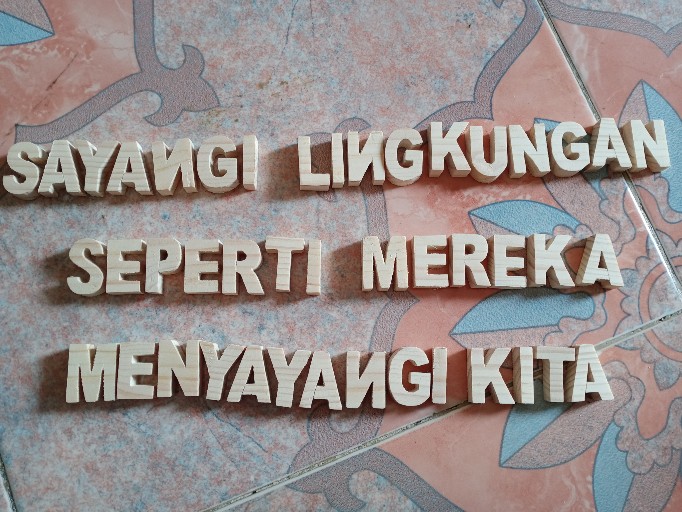 SAYANGI LINGKUNGAN
SEPERTI MEREKA
MENYAYANGI KITA